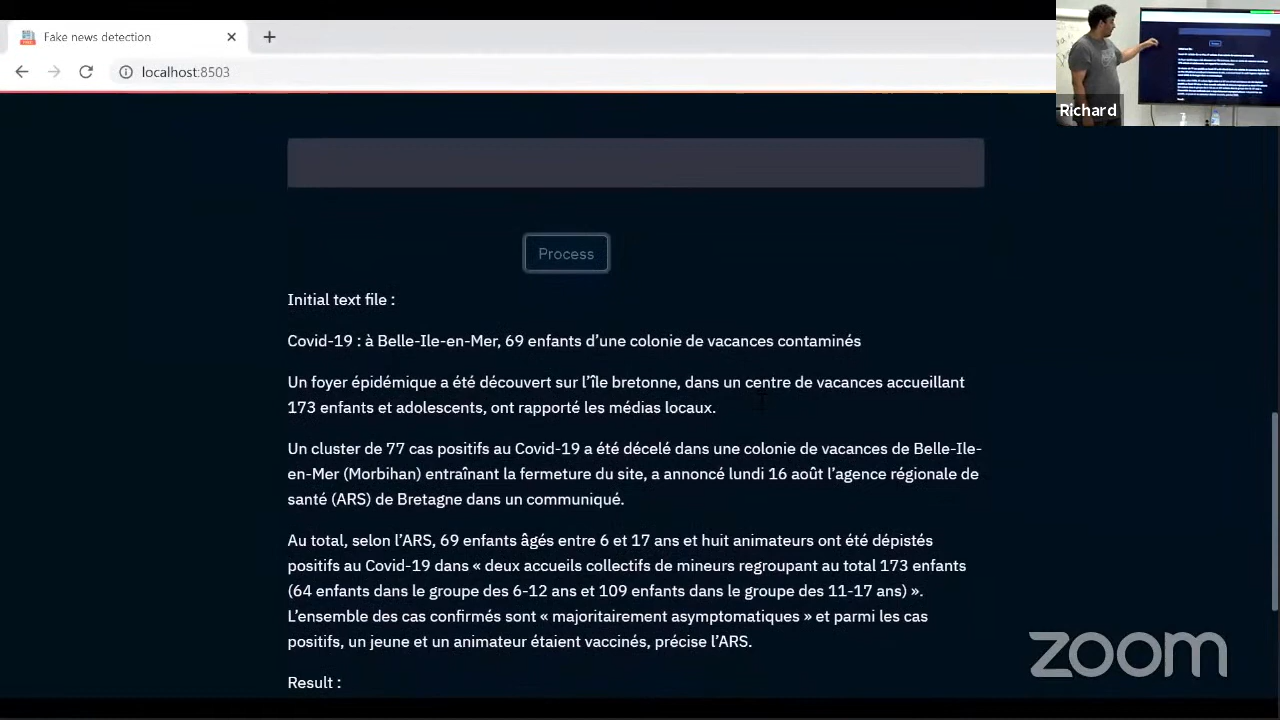 Fake news detection
localhost:8503
Richard
Process
Initial text file :
Covid-19 : à Belle-Ile-en-Mer, 69 enfants d’une colonie de vacances contaminés
Un foyer épidémique a été découvert sur l’île bretonne, dans un centre de vacances accueillant
173 enfants et adolescents, ont rapporté les médias locaux.
Un cluster de 77 cas positifs au Covid-19 a été décelé dans une colonie de vacances de Belle-Ile-
en-Mer (Morbihan) entraînant la fermeture du site, a annoncé lundi 16 août l’agence régionale de
santé (ARS) de Bretagne dans un communiqué.
Au total, selon l’ARS, 69 enfants âgés entre 6 et 17 ans et huit animateurs ont été dépistés
positifs au Covid-19 dans « deux accueils collectifs de mineurs regroupant au total 173 enfants
(64 enfants dans le groupe des 6-12 ans et 109 enfants dans le groupe des 11-17 ans) ».
L’ensemble des cas confirmés sont « majoritairement asymptomatiques » et parmi les cas
positifs, un jeune et un animateur étaient vaccinés, précise l’ARS.
Result :
zoom